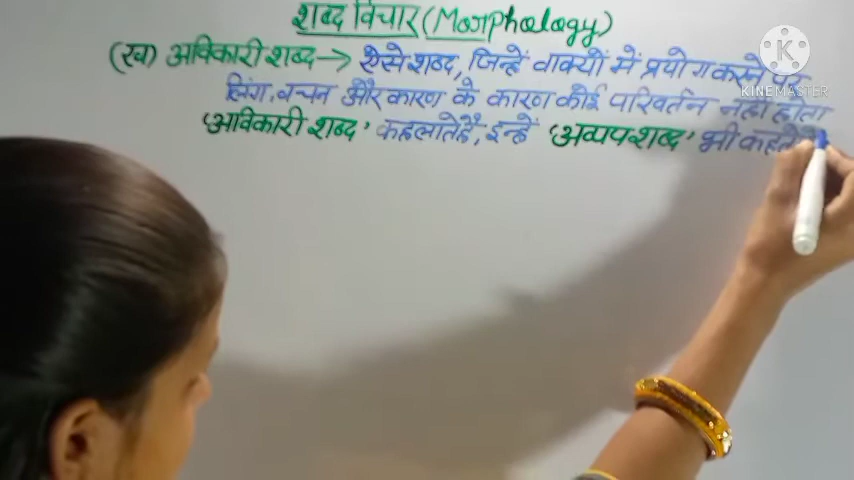 शब्द विचार (Morphology)
(ख) अविकारी शब्द → ऐसे शब्द, जिन्हें वाक्यों में प्रयोग करने पर
लिंग, वचन और कारण के कारण कोई परिवर्तन नहीं होता
'अविकारी शब्द' कहलाते हैं, इन्हें 'अव्यय शब्द' भी कहते
KINEMASTER